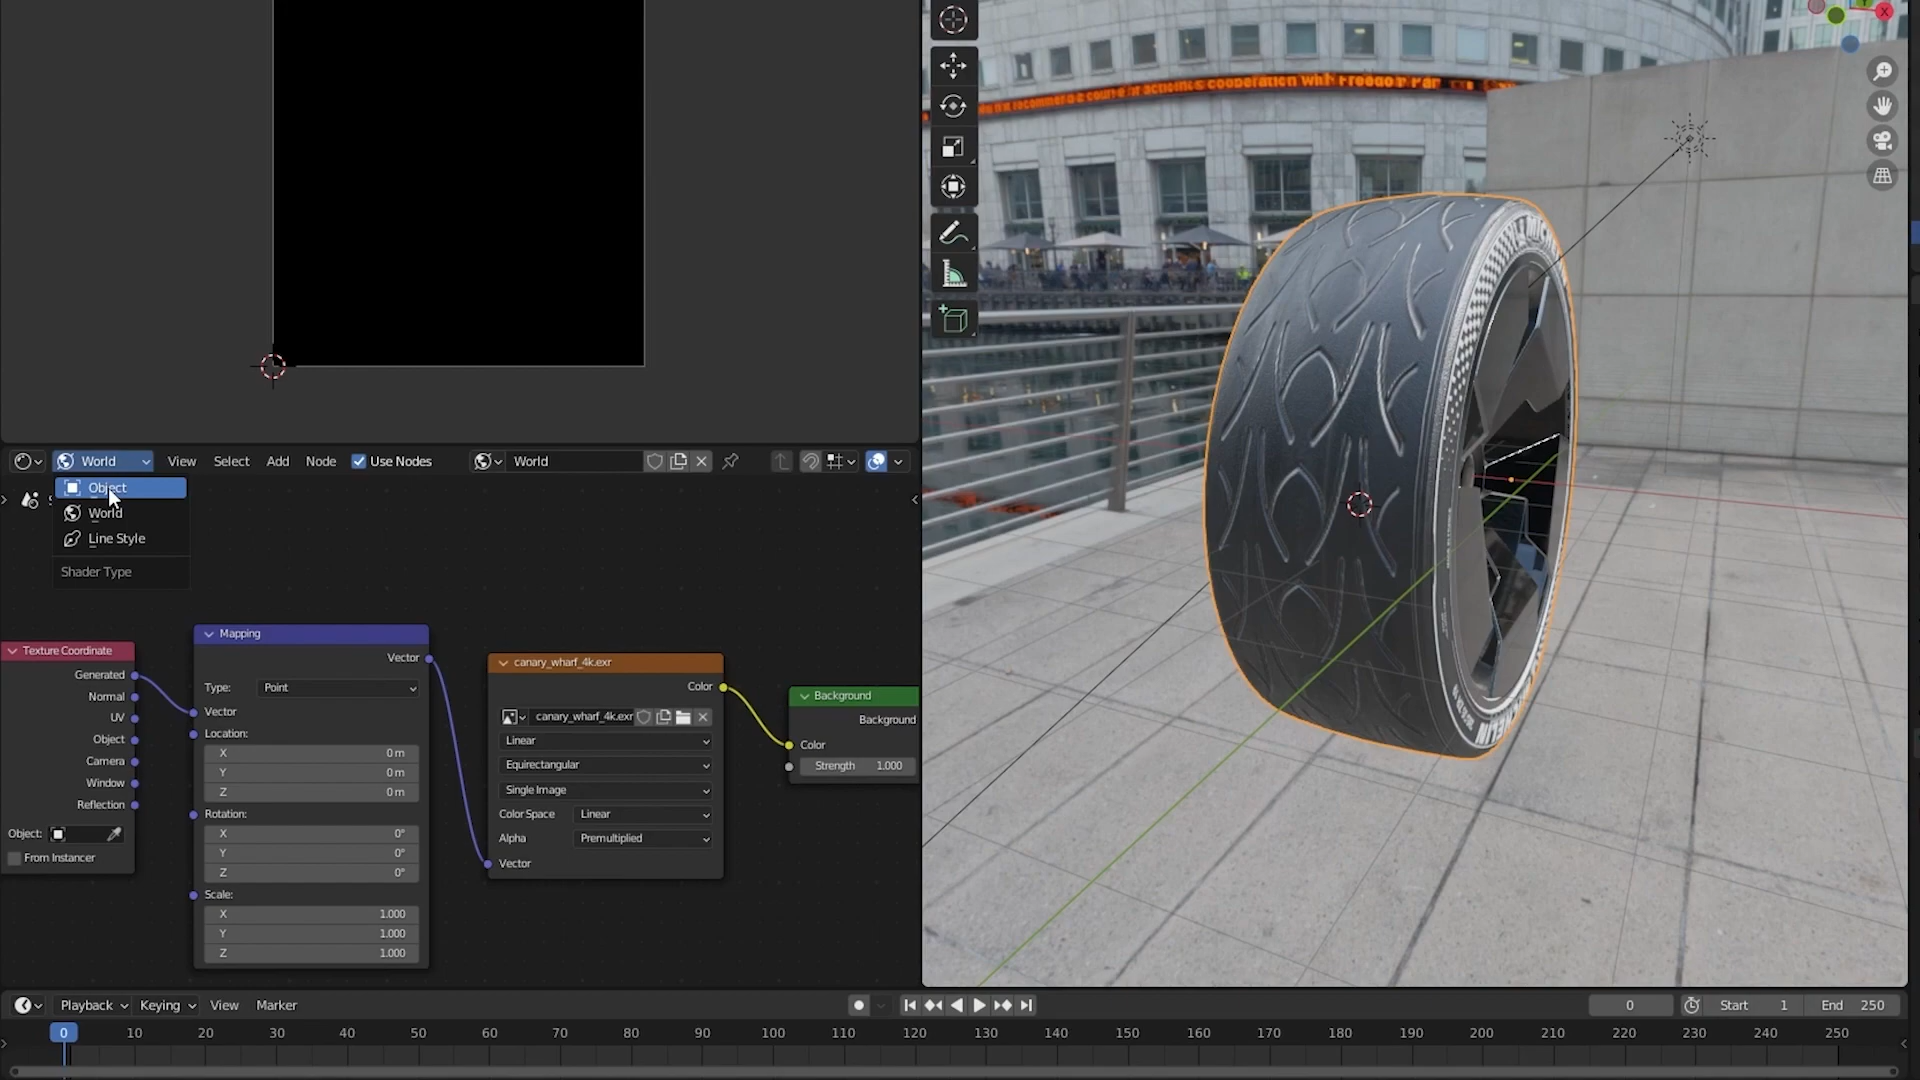 World
View
Select
Add
Node
Use Nodes
World
Object
World
Line Style
Shader Type
Texture Coordinate
Generated
Normal
UV
Object
Camera
Window
Reflection
Object:
From Instancer
Mapping
Vector
Type: Point
Vector
Location:
X 0 m
Y 0 m
Z 0 m
Rotation:
X 0°
Y 0°
Z 0°
Scale:
X 1.000
Y 1.000
Z 1.000
canary_wharf_4k.exr
Color
canary_wharf_4k.exr
Linear
Equirectangular
Single Image
Color Space Linear
Alpha Premultiplied
Vector
Background
Background
Color
Strength 1.000
X
cooperation with Freedom Par
Playback
Keying
View
Marker
0
Start 1
End 250
0 10 20 30 40 50 60 70 80 90 100 110 120 130 140 150 160 170 180 190 200 210 220 230 240 250